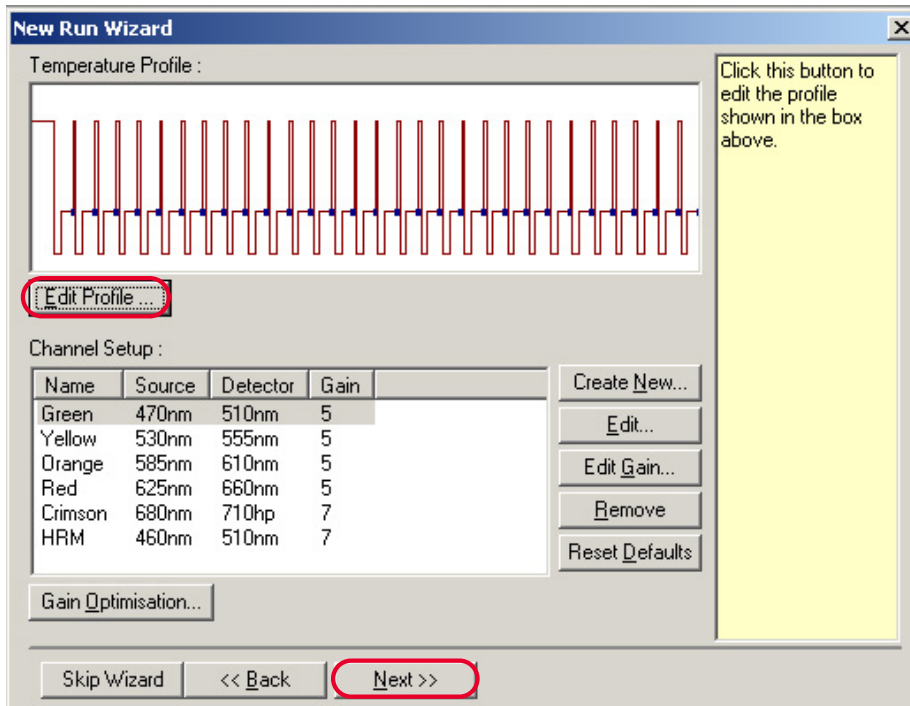 New Run Wizard
Temperature Profile :
Click this button to
edit the profile
shown in the box
above.
Edit Profile ...
Channel Setup :
Name Source Detector Gain
Green 470nm 510nm 5
Yellow 530nm 555nm 5
Orange 585nm 610nm 5
Red 625nm 660nm 5
Crimson 680nm 710hp 7
HRM 460nm 510nm 7
Create New...
Edit...
Edit Gain...
Remove
Reset Defaults
Gain Optimisation...
Skip Wizard
<< Back
Next >>